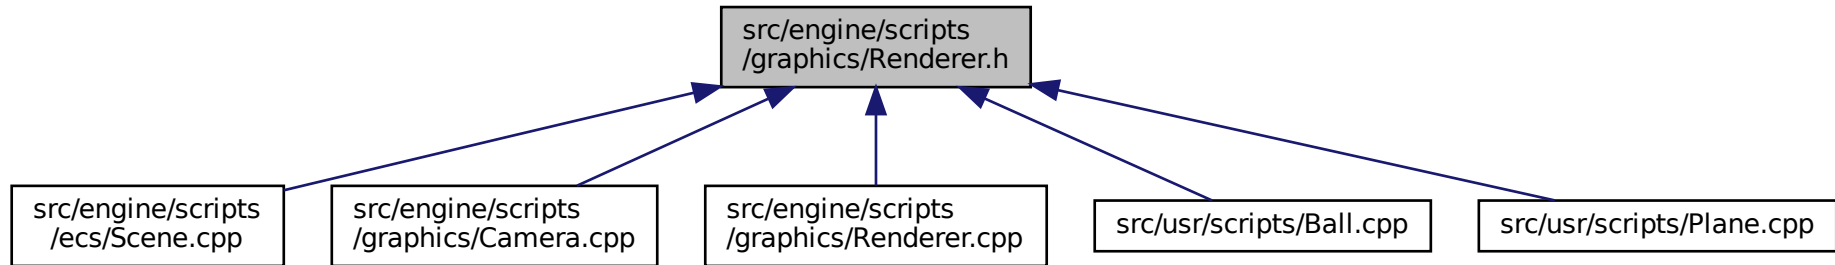 src/engine/scripts
/graphics/Renderer.h
src/engine/scripts
/ecs/Scene.cpp
src/engine/scripts
/graphics/Camera.cpp
src/engine/scripts
/graphics/Renderer.cpp
src/usr/scripts/Ball.cpp
src/usr/scripts/Plane.cpp